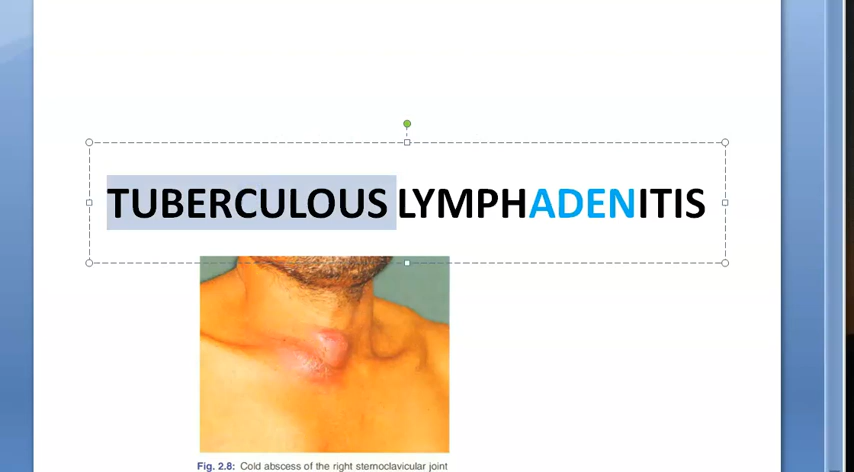 TUBERCULOUS LYMPHADENITIS
Fig. 2.8: Cold abscess of the right sternoclavicular joint